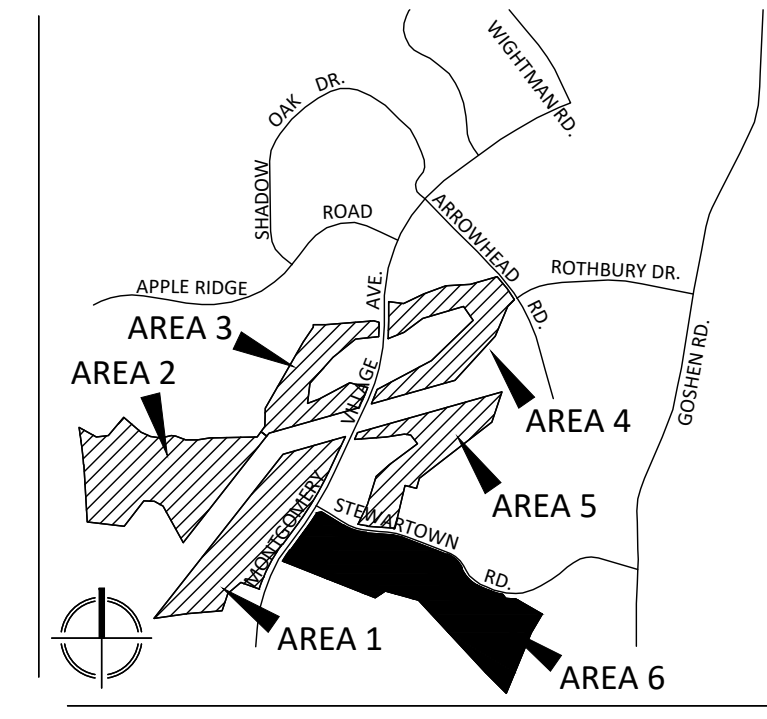 WIGHTMAN RD.
SHADOW OAK DR.
ARROWHEAD RD.
APPLE RIDGE ROAD
ROTHBURY DR.
GOSHEN RD.
MONTGOMERY VILLAGE AVE.
AREA 3
AREA 2
AREA 4
AREA 5
STEWARTOWN RD.
AREA 1
AREA 6